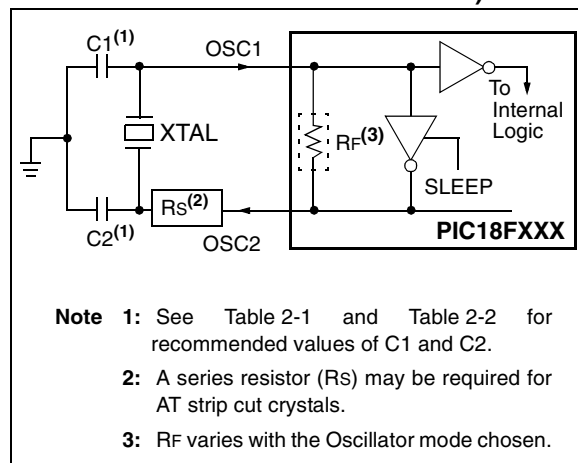 C1(1)
OSC1
To
Internal
Logic
XTAL
RF(3)
SLEEP
C2(1)
RS(2)
OSC2
PIC18FXXX
Note 1: See Table 2-1 and Table 2-2 for
recommended values of C1 and C2.
2: A series resistor (RS) may be required for
AT strip cut crystals.
3: RF varies with the Oscillator mode chosen.